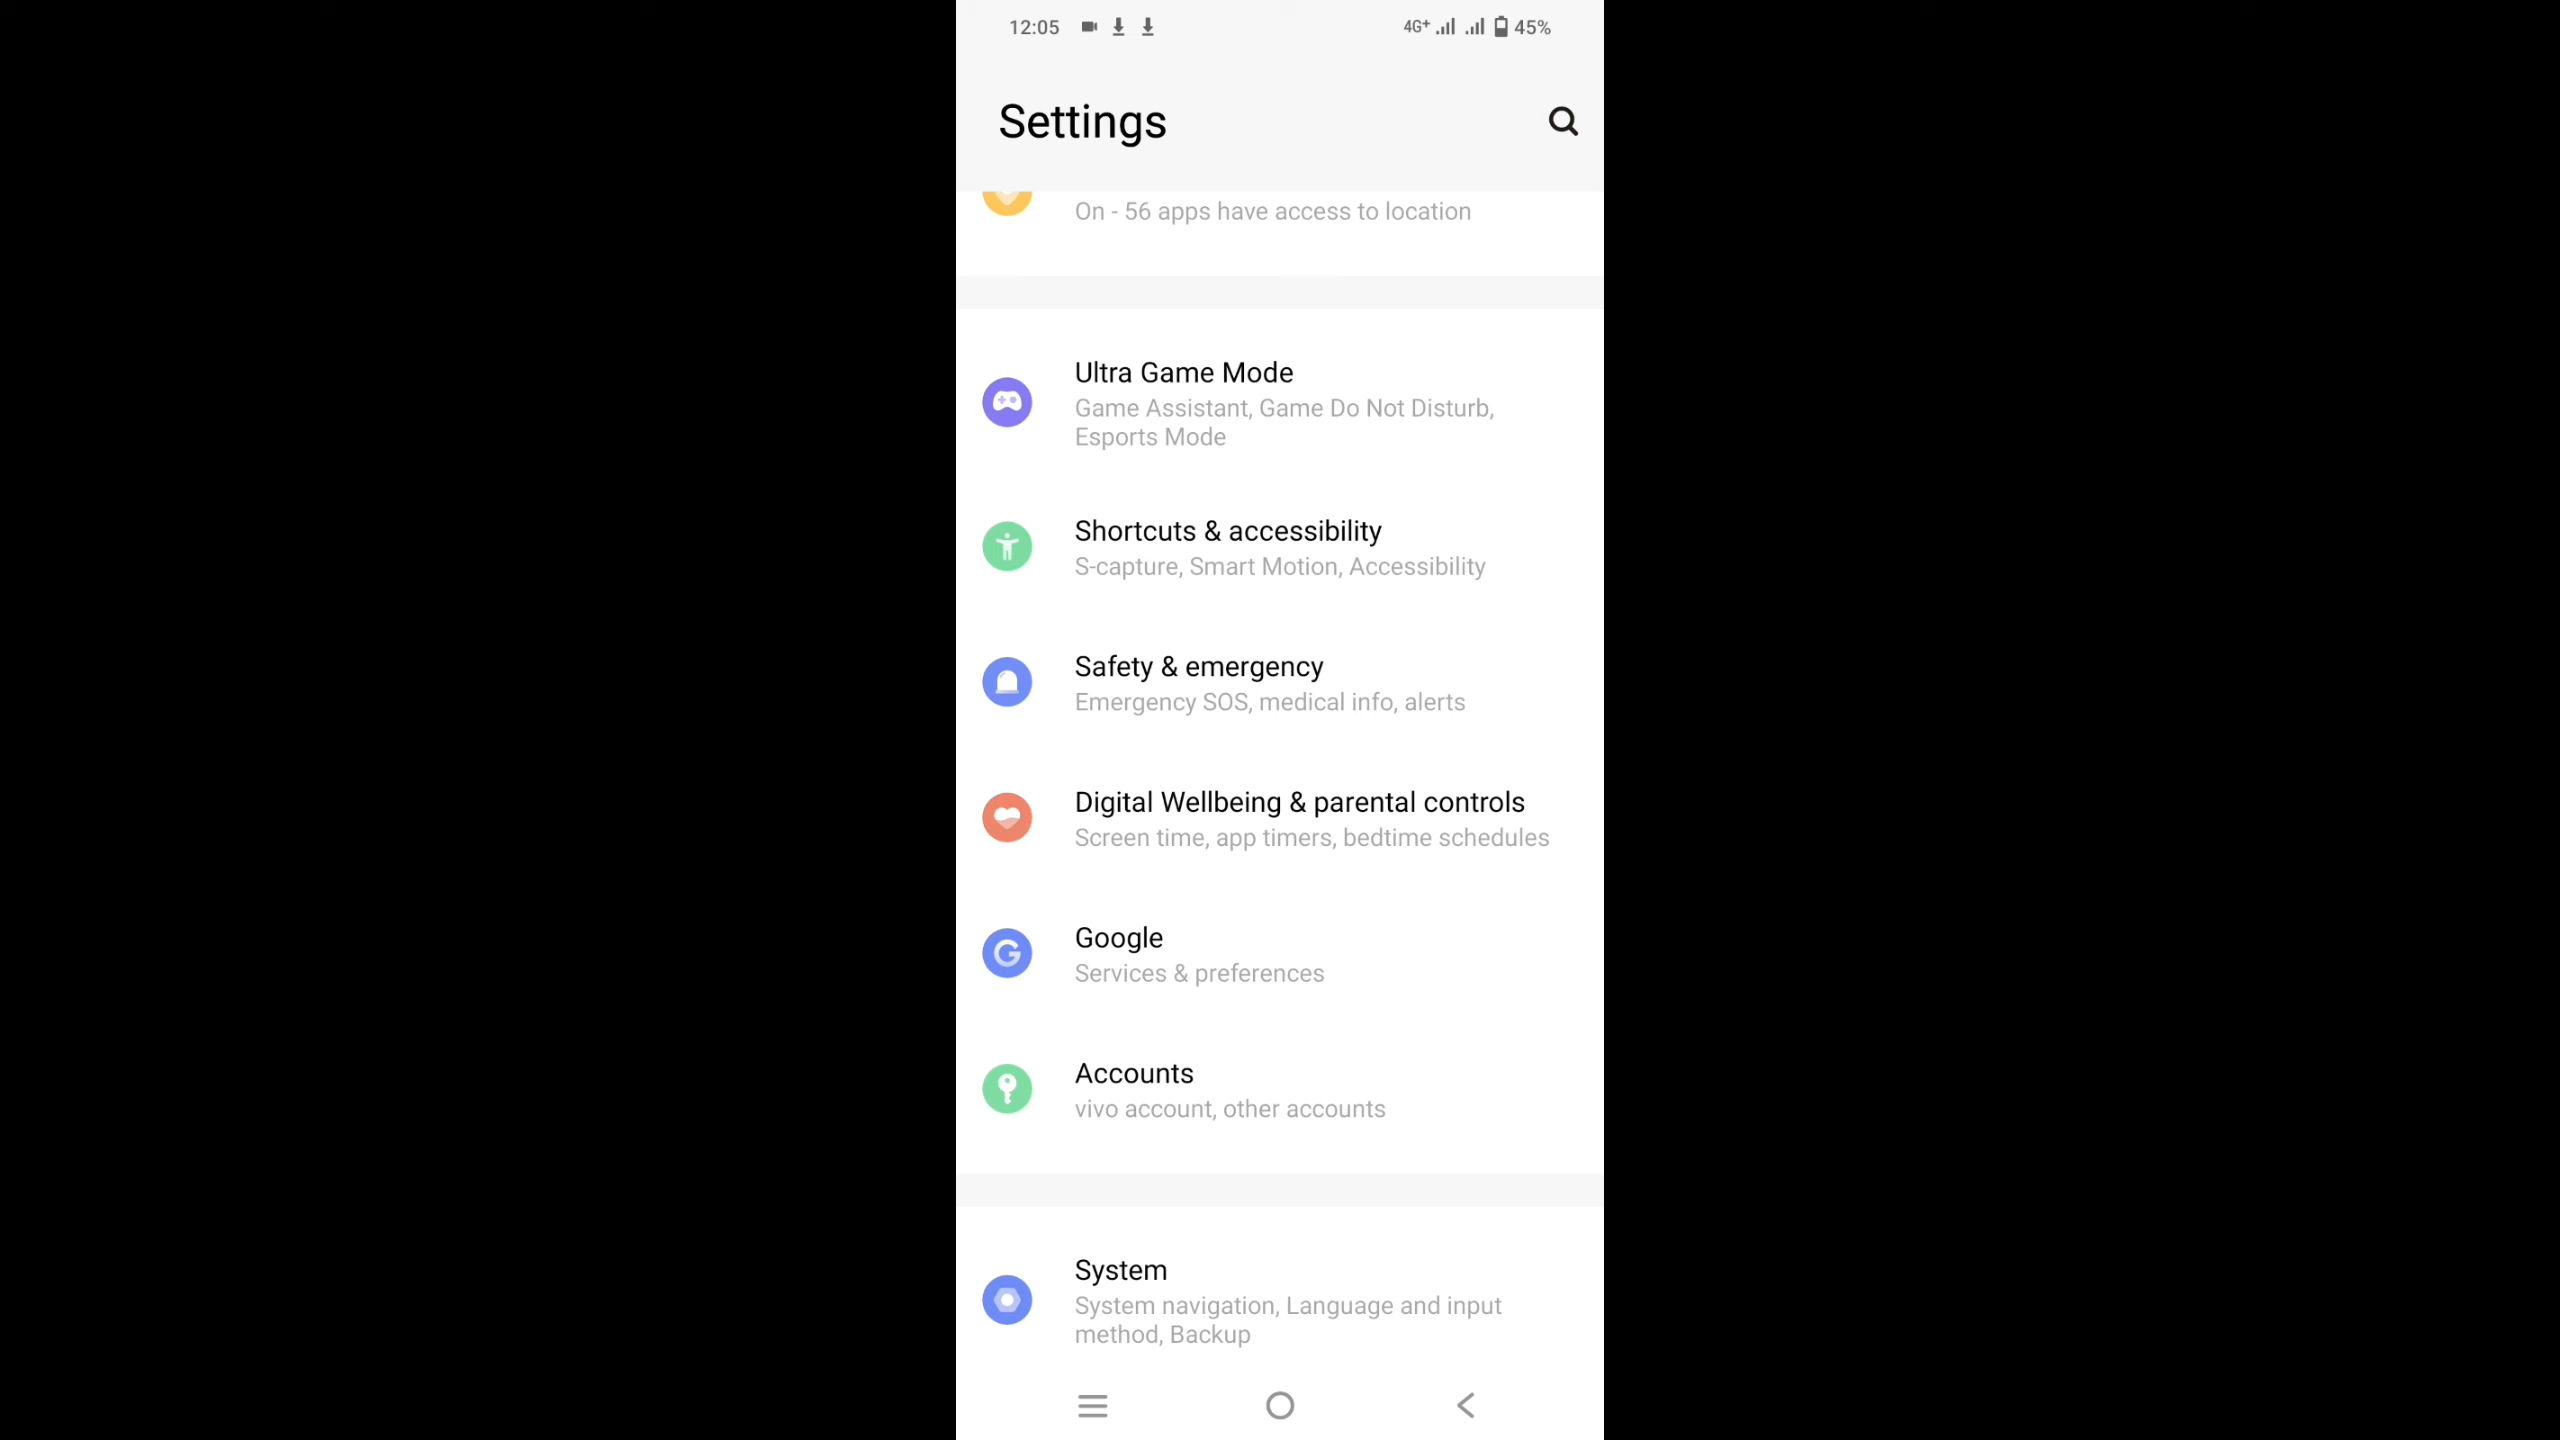 12:05 4G+ 45%
Settings
On - 56 apps have access to location
Ultra Game Mode
Game Assistant, Game Do Not Disturb,
Esports Mode
Shortcuts & accessibility
S-capture, Smart Motion, Accessibility
Safety & emergency
Emergency SOS, medical info, alerts
Digital Wellbeing & parental controls
Screen time, app timers, bedtime schedules
Google
Services & preferences
Accounts
vivo account, other accounts
System
System navigation, Language and input
method, Backup